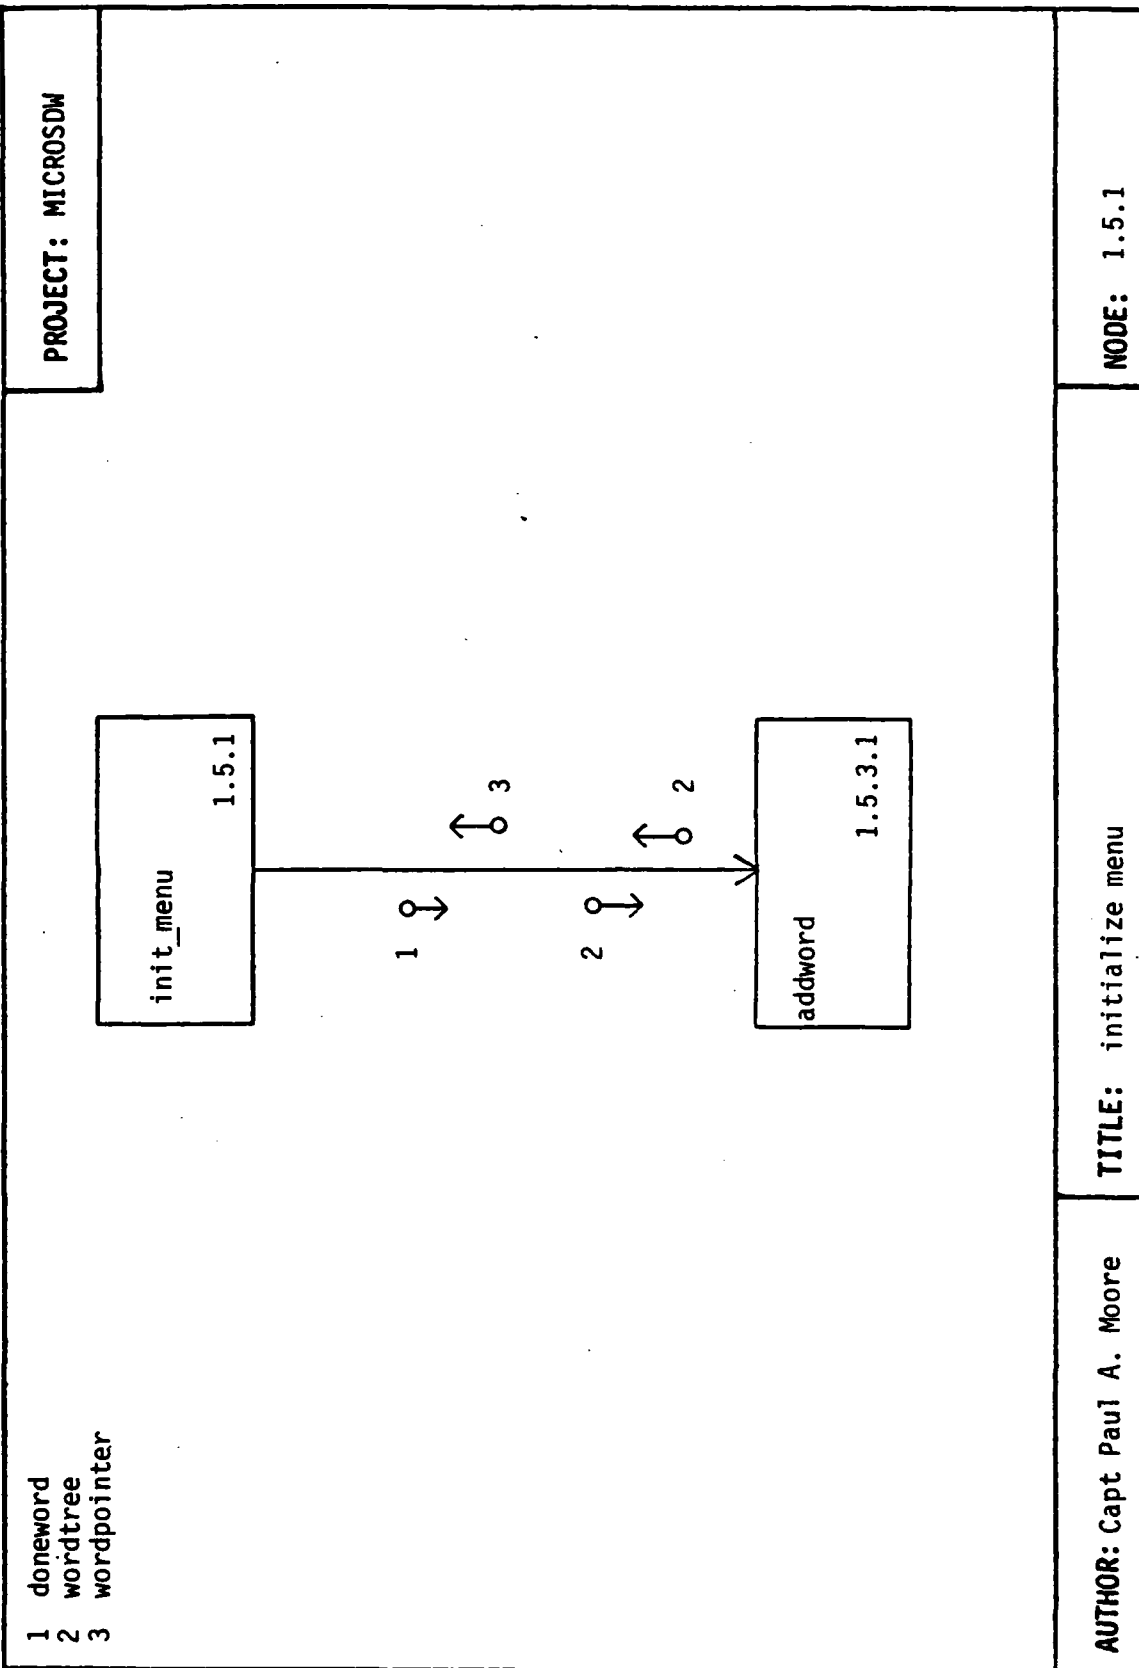 1 doneword
2 wordtree
3 wordpointer
PROJECT: MICROSDW
init_menu
1.5.1
1
3
2
2
addword
1.5.3.1
AUTHOR: Capt Paul A. Moore
TITLE: initialize menu
NODE: 1.5.1